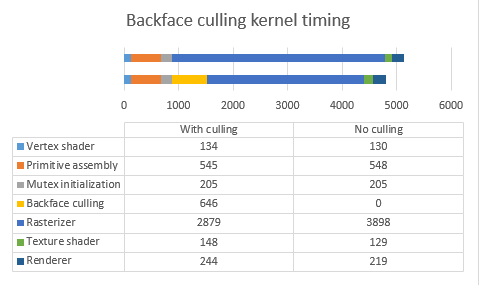 Backface culling kernel timing
0 1000 2000 3000 4000 5000 6000
With culling No culling
Vertex shader 134 130
Primitive assembly 545 548
Mutex initialization 205 205
Backface culling 646 0
Rasterizer 2879 3898
Texture shader 148 129
Renderer 244 219